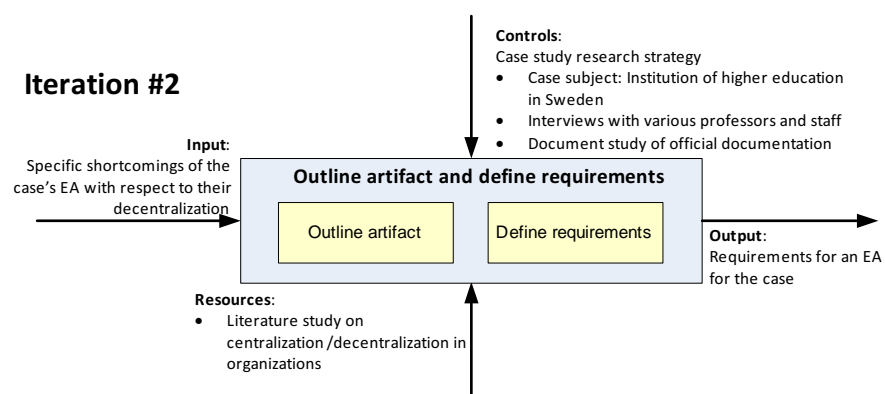 Iteration #2
Controls:
Case study research strategy
• Case subject: Institution of higher education
in Sweden
• Interviews with various professors and staff
• Document study of official documentation
Input:
Specific shortcomings of the
case's EA with respect to their
decentralization
Outline artifact and define requirements
Outline artifact
Define requirements
Output:
Requirements for an EA
for the case
Resources:
• Literature study on
centralization/decentralization in
organizations